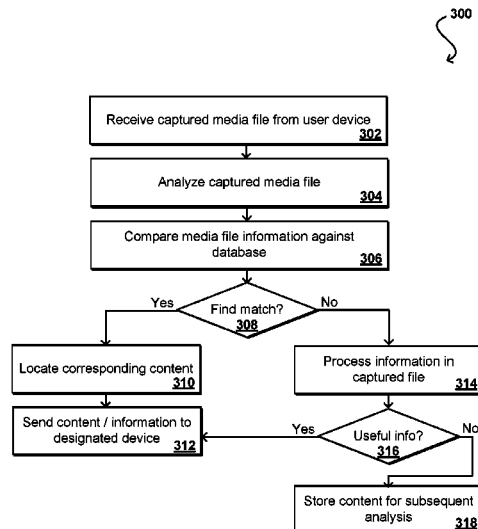 300
Receive captured media file from user device
302
Analyze captured media file
304
Compare media file information against
database
306
Find match?
308
Yes
No
Locate corresponding content
310
Process information in
captured file
314
Send content / information to
designated device
312
Yes
Useful info?
316
No
Store content for subsequent
analysis
318